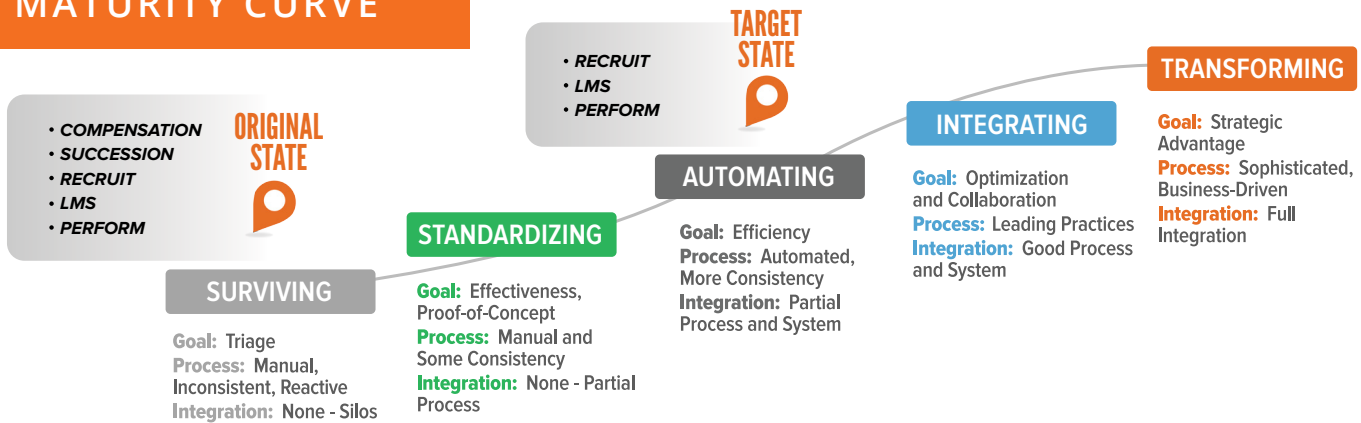 MATURITY CURVE
• COMPENSATION
• SUCCESSION
• RECRUIT
• LMS
• PERFORM
ORIGINAL
STATE
• RECRUIT
• LMS
• PERFORM
TARGET
STATE
SURVIVING
Goal: Triage
Process: Manual,
Inconsistent, Reactive
Integration: None - Silos
STANDARDIZING
Goal: Effectiveness,
Proof-of-Concept
Process: Manual and
Some Consistency
Integration: None - Partial
Process
AUTOMATING
Goal: Efficiency
Process: Automated,
More Consistency
Integration: Partial
Process and System
INTEGRATING
Goal: Optimization
and Collaboration
Process: Leading Practices
Integration: Good Process
and System
TRANSFORMING
Goal: Strategic
Advantage
Process: Sophisticated,
Business-Driven
Integration: Full
Integration